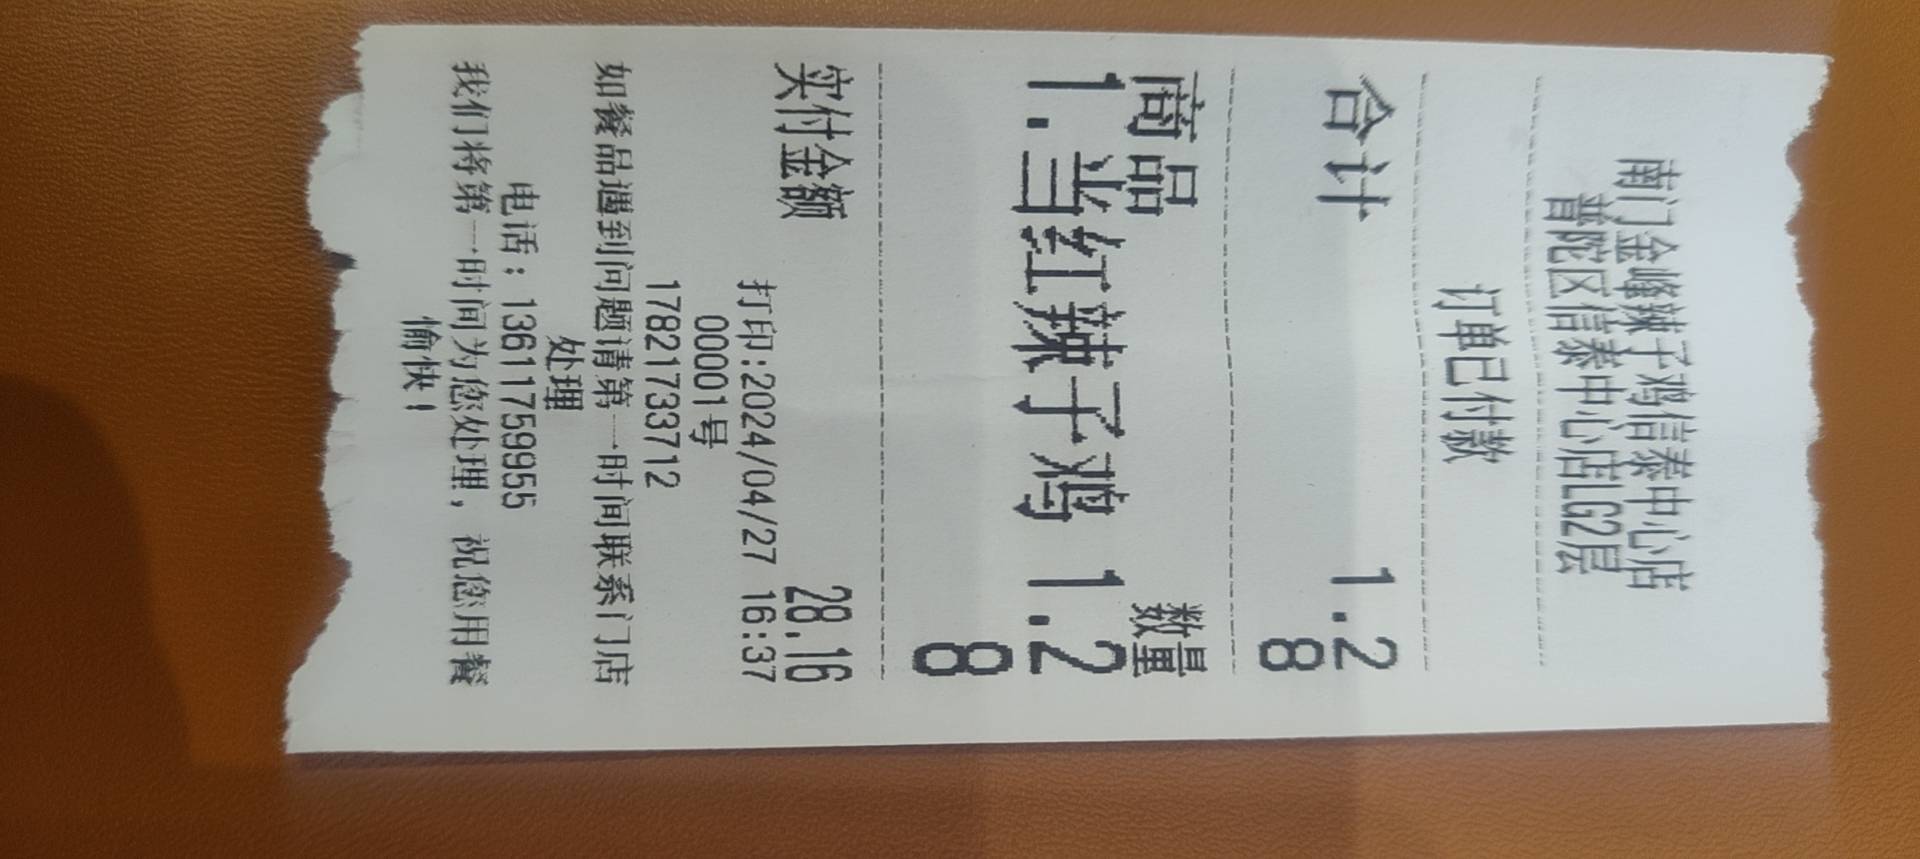 南门金峰辣子鸡信泰中心店
普陀区信泰中心店LG2层
订单已付款
合计 1.2
8
商品 数量
1.当红辣子鸡 1.2
8
实付金额 28.16
打印:2024/04/27 16:37
00001号
17821733712
如餐品遇到问题请第一时间联系门店
处理
电话：13611759955
我们将第一时间为您处理，祝您用餐
愉快！